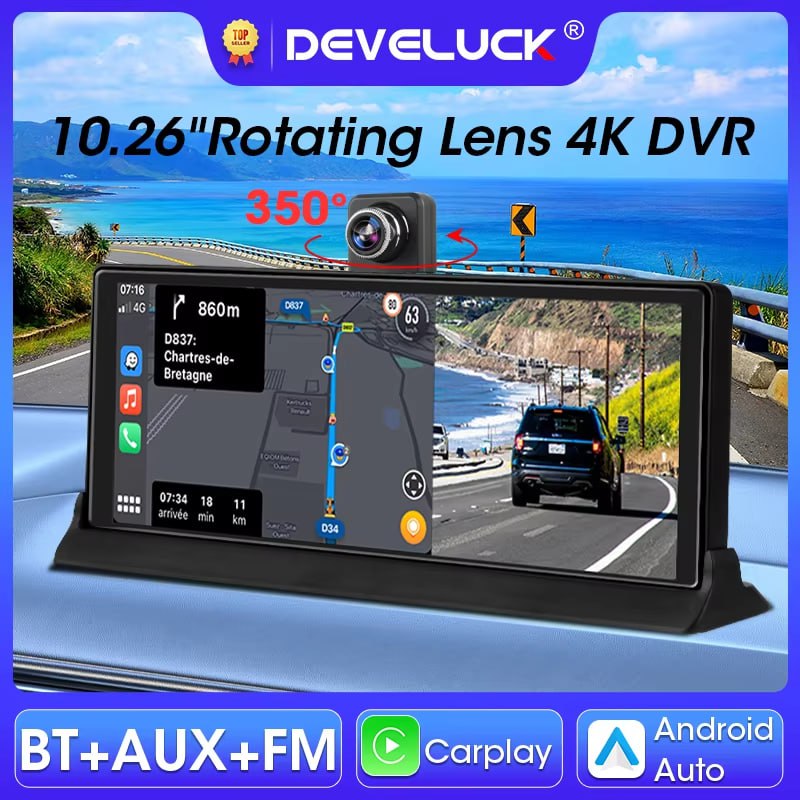 TOP
SELLER
DEVELUCK®
10.26"Rotating Lens 4K DVR
350°
07:16
4G
860m
D837:
Chartres-de-
Bretagne
D837
80
63
km/h
07:34 18 11
arrivée min km
D34
BT+AUX+FM
Carplay
Android
Auto